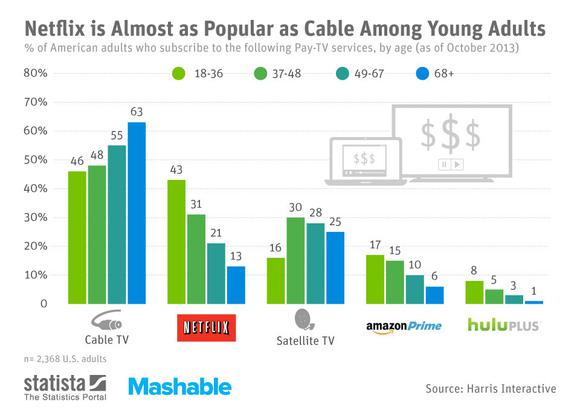 Netflix is Almost as Popular as Cable Among Young Adults
% of American adults who subscribe to the following Pay-TV services, by age (as of October 2013)
80%
18-36
37-48
49-67
68+
70%
60%
50%
40%
30%
20%
10%
0
46
48
55
63
43
31
21
13
16
30
28
25
17
15
10
6
8
5
3
1
$$$
$$$
Cable TV
NETFLIX
Satellite TV
amazonPrime
huluPLUS
n= 2,368 U.S. adults
statista
The Statistics Portal
Mashable
Source: Harris Interactive